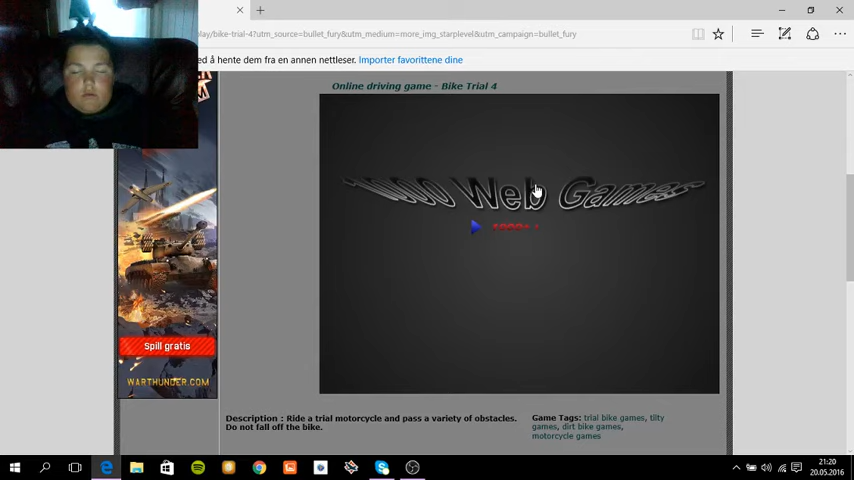 play/bike-trial-4?utm_source=bullet_fury&utm_medium=more_img_starplevel&utm_campaign=bullet_fury
ed å hente dem fra en annen nettleser. Importer favorittene dine
Online driving game - Bike Trial 4
10000 Web Games
Spill gratis
WARTHUNDER.COM
Description : Ride a trial motorcycle and pass a variety of obstacles.
Do not fall off the bike.
Game Tags: trial bike games, tilty
games, dirt bike games,
motorcycle games
21:20
20.05.2016